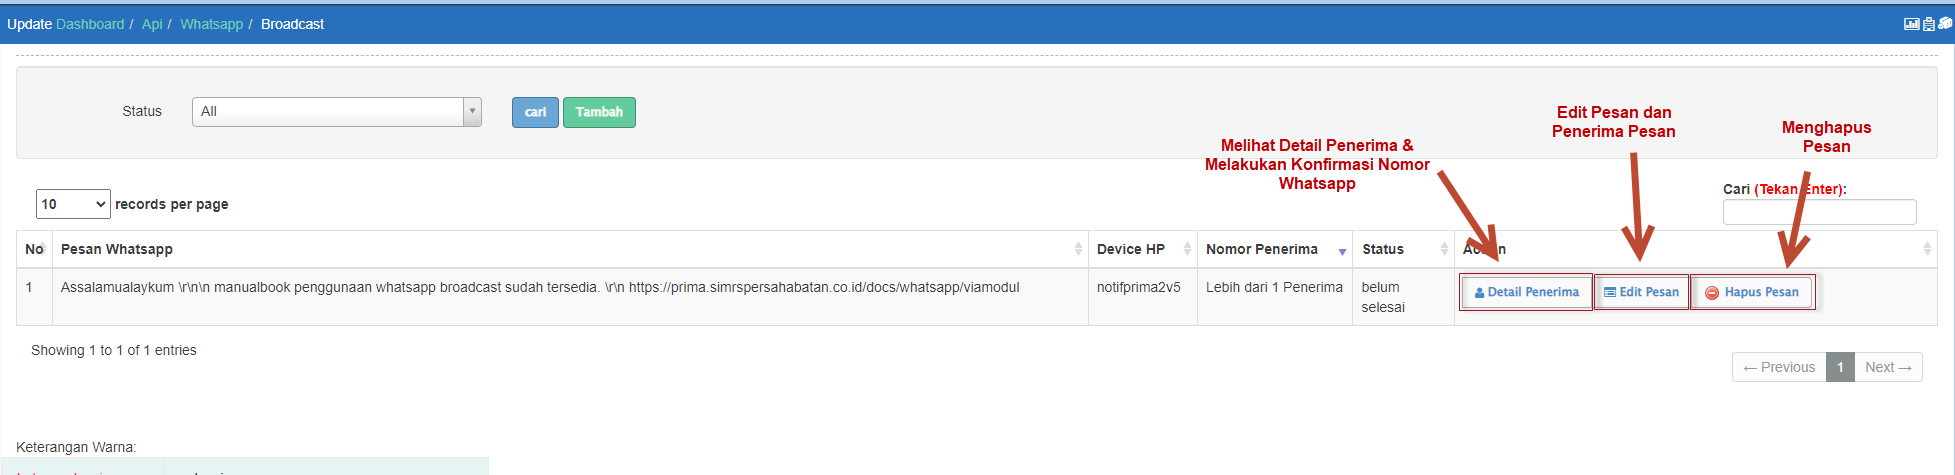 Update Dashboard / Api / Whatsapp / Broadcast
Status All cari Tambah
Edit Pesan dan
Penerima Pesan
Menghapus
Pesan
Melihat Detail Penerima &
Melakukan Konfirmasi Nomor
Whatsapp
10 records per page
Cari (Tekan Enter):
No Pesan Whatsapp Device HP Nomor Penerima Status
1 Assalamualaykum \r\n\n manualbook penggunaan whatsapp broadcast sudah tersedia. \r\n https://prima.simrspersahabatan.co.id/docs/whatsapp/viamodul notifprima2v5 Lebih dari 1 Penerima belum
selesai
Detail Penerima Edit Pesan Hapus Pesan
Showing 1 to 1 of 1 entries
← Previous 1 Next →
Keterangan Warna: